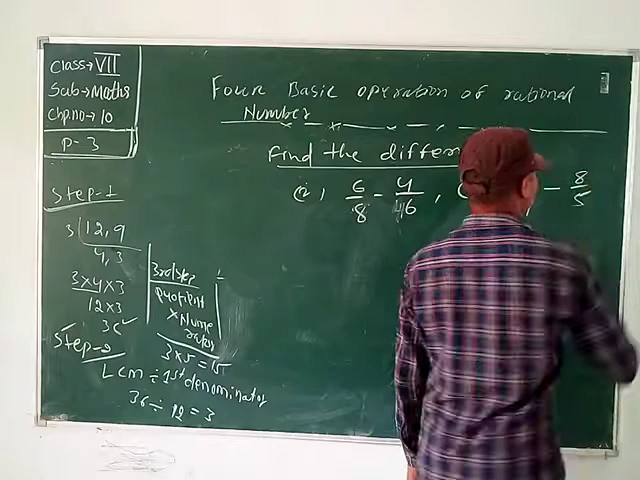 Class→VII
Sub→Maths
Chp.no→10
P-3
Four Basic operation of rational
Number
Find the differen
6/8 - 4/16 , ( - 8/5
Step-1
3 | 12, 9
4, 3
3×4×3
12×3
36
3rd step
quotient
× Nume
rator
3×5=15
Step-2
Lcm ÷ 1st denominator
36 ÷ 12 = 3